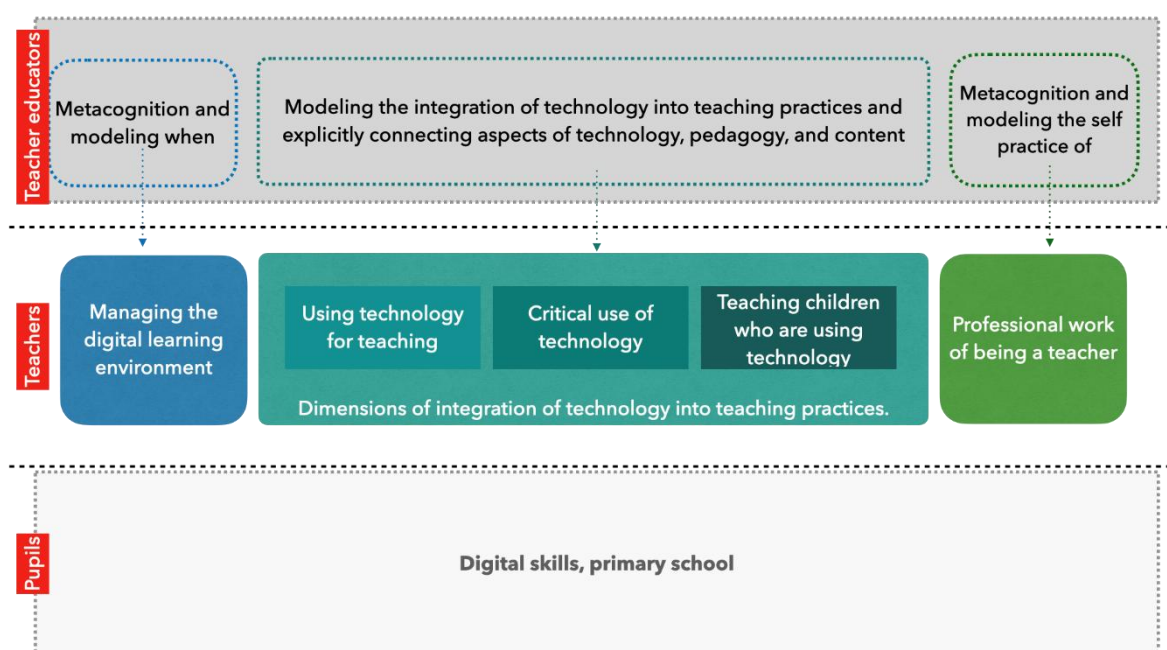 Teacher educators
Metacognition and
modeling when
Modeling the integration of technology into teaching practices and
explicitly connecting aspects of technology, pedagogy, and content
Metacognition and
modeling the self
practice of
Teachers
Managing the
digital learning
environment
Using technology
for teaching
Critical use of
technology
Teaching children
who are using
technology
Dimensions of integration of technology into teaching practices.
Professional work
of being a teacher
Pupils
Digital skills, primary school